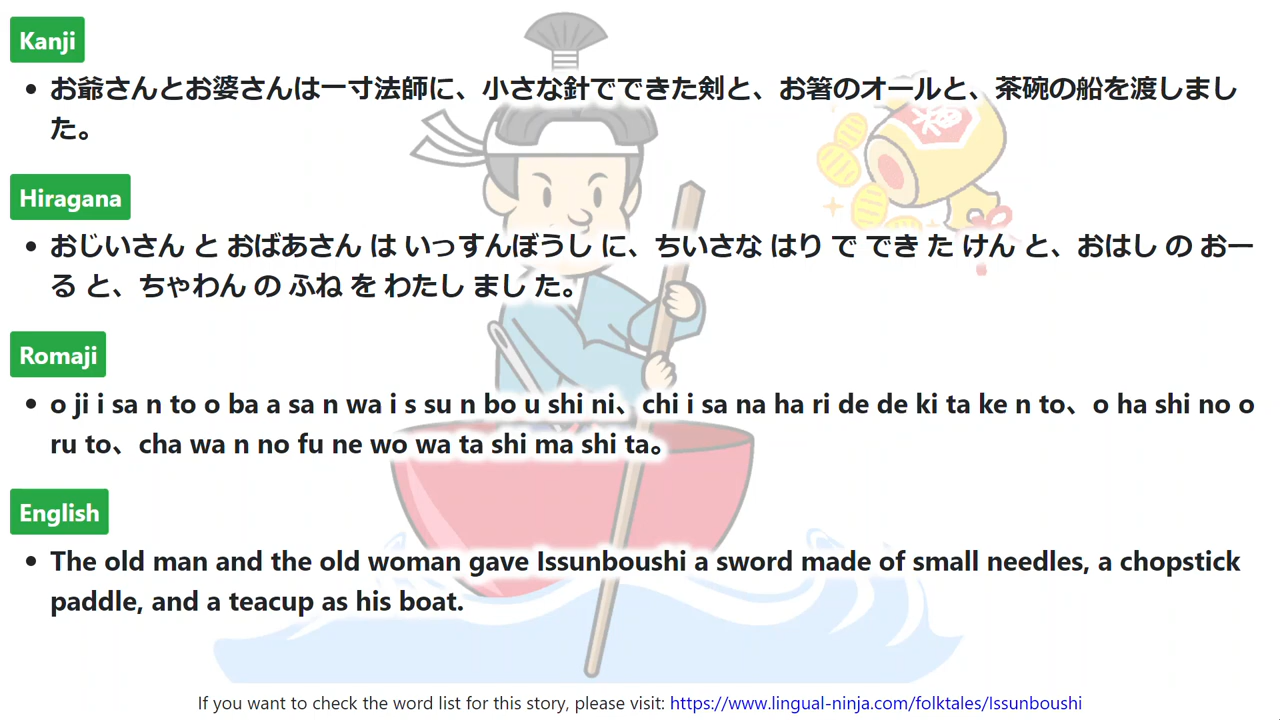 Kanji
お爺さんとお婆さんは一寸法師に、小さな針でできた剣と、お箸のオールと、茶碗の船を渡しまし
た。
福
Hiragana
おじいさん と おばあさん は いっすんぼうし に、ちいさな はり で でき た けん と、おはし の おー
る と、ちゃわん の ふね を わたし まし た。
Romaji
o ji i sa n to o ba a sa n wa i s su n bo u shi ni、chi i sa na ha ri de de ki ta ke n to、o ha shi no o
ru to、cha wa n no fu ne wo wa ta shi ma shi ta。
English
The old man and the old woman gave Issunboushi a sword made of small needles, a chopstick
paddle, and a teacup as his boat.
If you want to check the word list for this story, please visit: https://www.lingual-ninja.com/folktales/Issunboushi